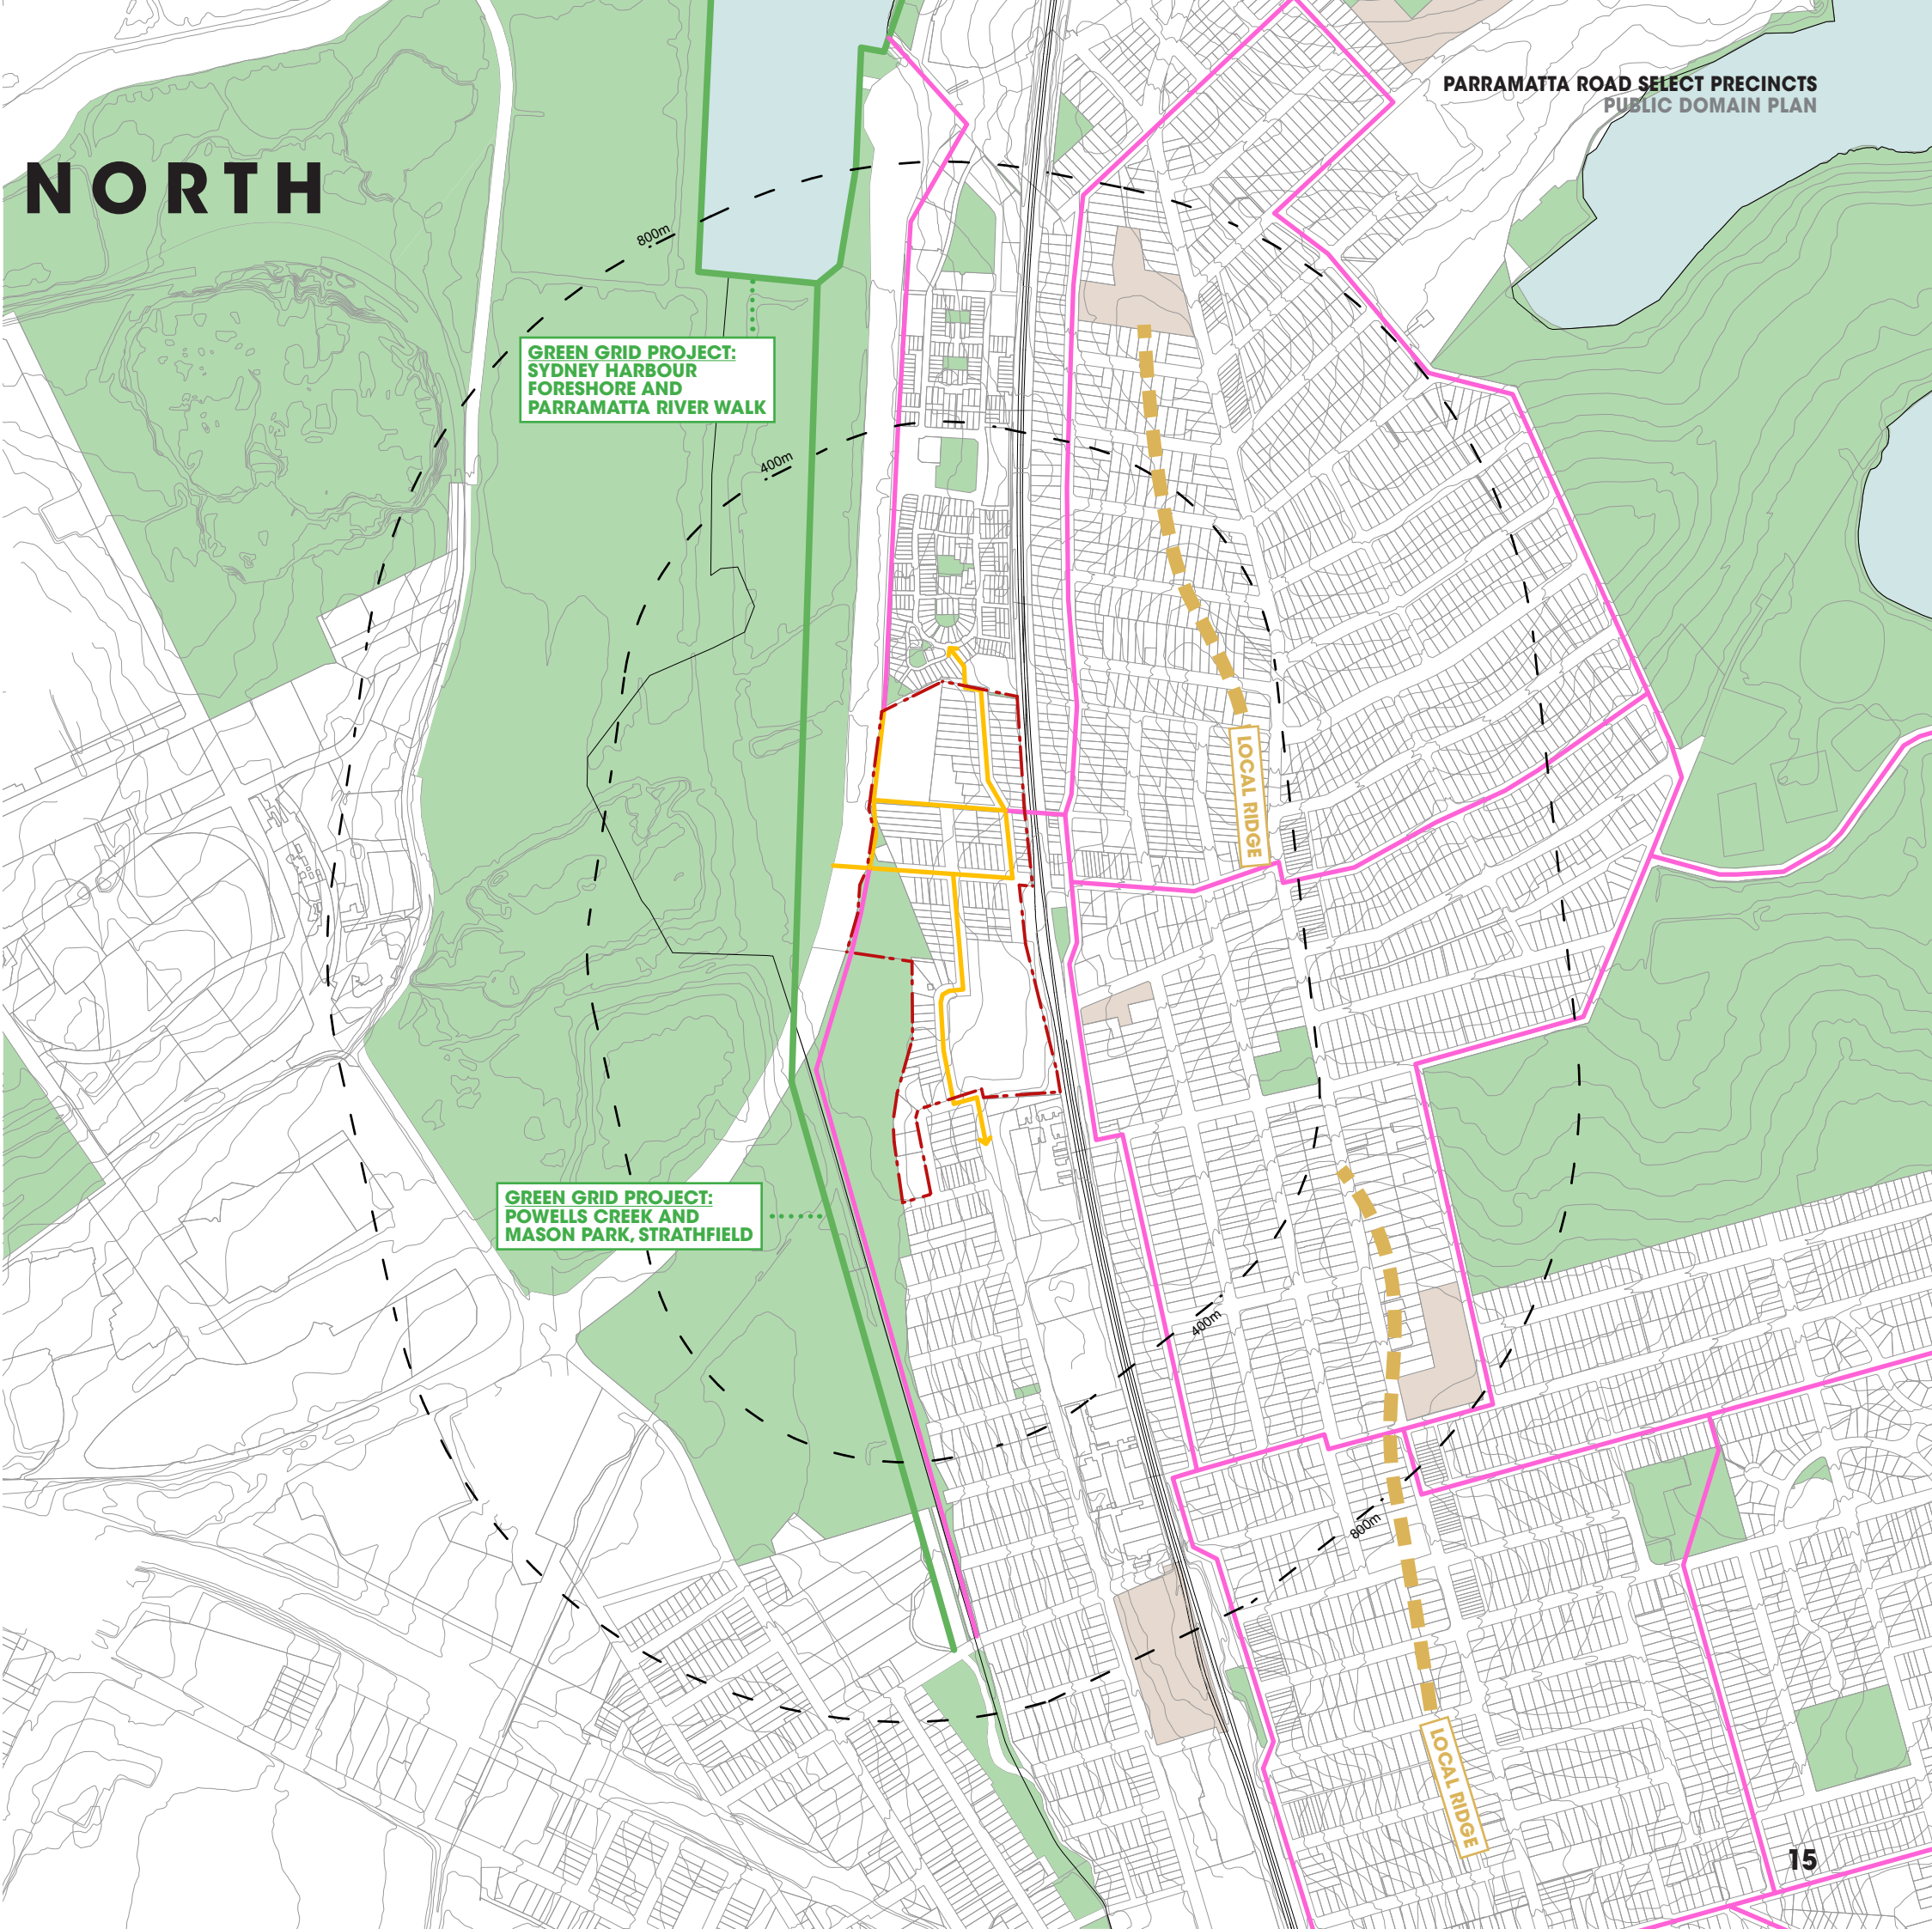 PARRAMATTA ROAD SELECT PRECINCTS
PUBLIC DOMAIN PLAN
NORTH
800m
GREEN GRID PROJECT:
SYDNEY HARBOUR
FORESHORE AND
PARRAMATTA RIVER WALK
400m
LOCAL RIDGE
GREEN GRID PROJECT:
POWELLS CREEK AND
MASON PARK, STRATHFIELD
400m
800m
LOCAL RIDGE
15